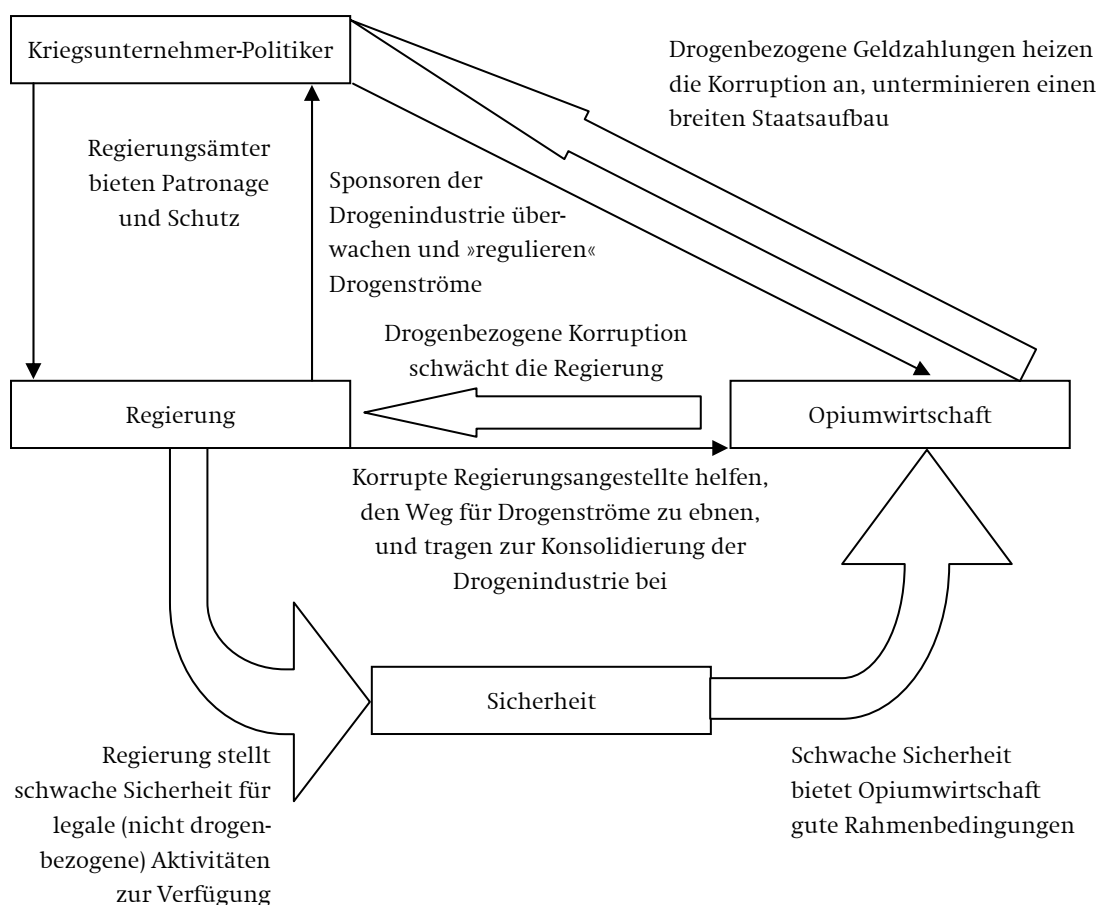 Kriegsunternehmer-Politiker
Drogenbezogene Geldzahlungen heizen
die Korruption an, unterminieren einen
breiten Staatsaufbau
Regierungsämter
bieten Patronage
und Schutz
Sponsoren der
Drogenindustrie über-
wachen und »regulieren«
Drogenströme
Drogenbezogene Korruption
schwächt die Regierung
Regierung
Opiumwirtschaft
Korrupte Regierungsangestellte helfen,
den Weg für Drogenströme zu ebnen,
und tragen zur Konsolidierung der
Drogenindustrie bei
Sicherheit
Regierung stellt
schwache Sicherheit für
legale (nicht drogen-
bezogene) Aktivitäten
zur Verfügung
Schwache Sicherheit
bietet Opiumwirtschaft
gute Rahmenbedingungen